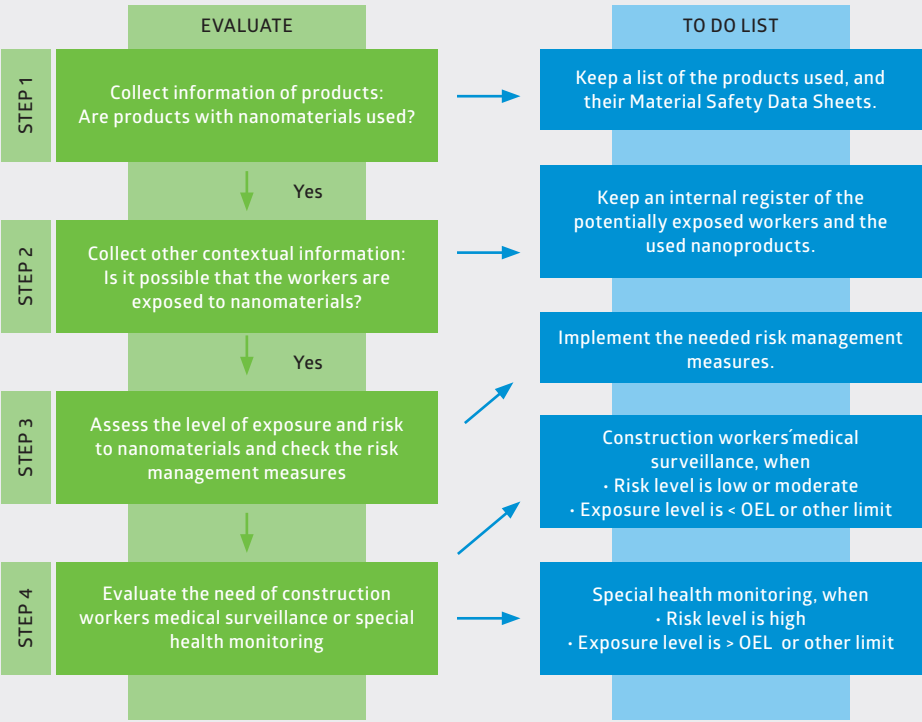 EVALUATE
TO DO LIST
STEP 1
Collect information of products:
Are products with nanomaterials used?
Keep a list of the products used, and
their Material Safety Data Sheets.
Yes
STEP 2
Collect other contextual information:
Is it possible that the workers are
exposed to nanomaterials?
Keep an internal register of the
potentially exposed workers and the
used nanoproducts.
Yes
STEP 3
Assess the level of exposure and risk
to nanomaterials and check the risk
management measures
Implement the needed risk management
measures.
STEP 4
Evaluate the need of construction
workers medical surveillance or special
health monitoring
Construction workers´medical
surveillance, when
· Risk level is low or moderate
· Exposure level is < OEL or other limit
Special health monitoring, when
· Risk level is high
· Exposure level is > OEL or other limit